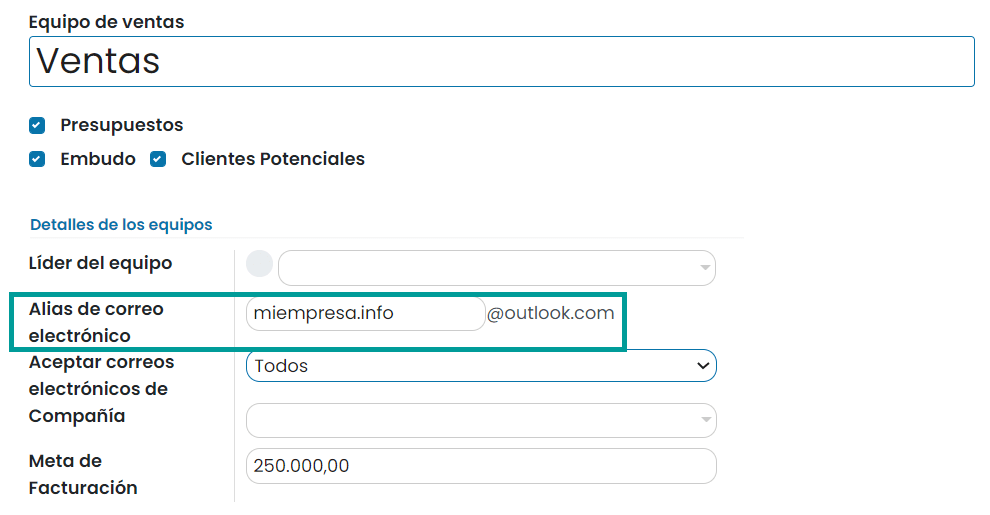 Equipo de ventas
Ventas
Presupuestos
Embudo Clientes Potenciales
Detalles de los equipos
Líder del equipo
Alias de correo
electrónico
miempresa.info @outlook.com
Aceptar correos
electrónicos de
Todos
Compañía
Meta de
Facturación
250.000,00